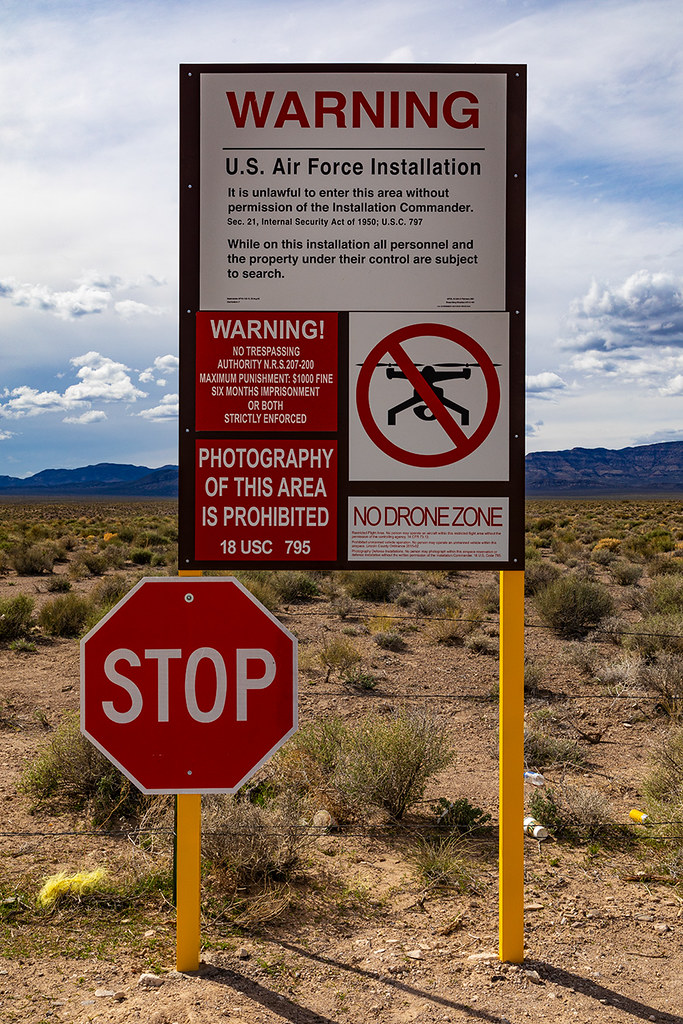 WARNING
U.S. Air Force Installation
It is unlawful to enter this area without
permission of the Installation Commander.
Sec. 21, Internal Security Act of 1950; U.S.C. 797
While on this installation all personnel and
the property under their control are subject
to search.
WARNING!
NO TRESPASSING
AUTHORITY N.R.S.207-200
MAXIMUM PUNISHMENT: $1000 FINE
SIX MONTHS IMPRISONMENT
OR BOTH
STRICTLY ENFORCED
PHOTOGRAPHY
OF THIS AREA
IS PROHIBITED
18 USC 795
NO DRONE ZONE
STOP